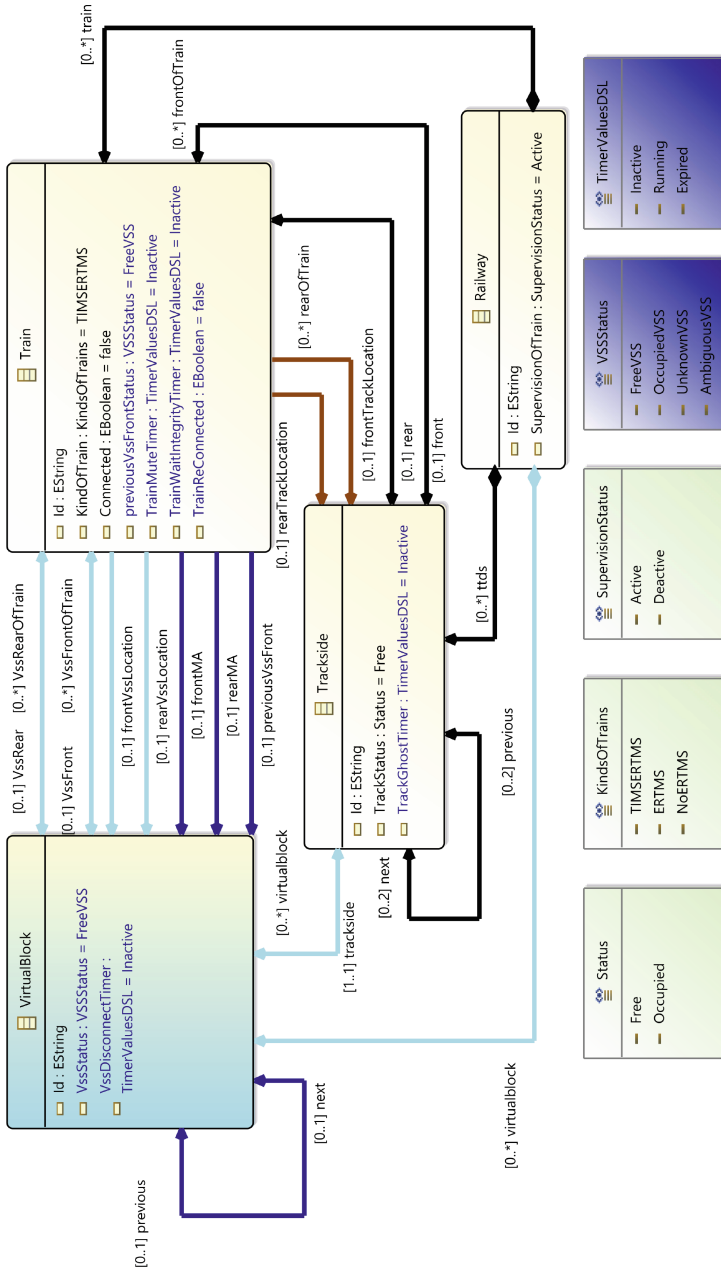 VirtualBlock
Id : EString
VssStatus : VSSStatus = FreeVSS
VssDisconnectTimer :
TimerValuesDSL = Inactive
Train
Id : EString
KindOfTrain : KindsOfTrains = TIMSERTMS
Connected : EBoolean = false
previousVssFrontStatus : VSSStatus = FreeVSS
TrainMuteTimer : TimerValuesDSL = Inactive
TrainWaitIntegrityTimer : TimerValuesDSL = Inactive
TrainReConnected : EBoolean = false
[0..1] VssRear
[0..*] VssRearOfTrain
[0..1] VssFront
[0..*] VssFrontOfTrain
[0..1] frontVssLocation
[0..1] rearVssLocation
[0..1] frontMA
[0..1] rearMA
[0..1] previousVssFront
[0..*] train
[0..*] frontOfTrain
[0..*] rearOfTrain
[0..1] rearTrackLocation
[0..1] frontTrackLocation
[0..1] rear
[0..1] front
[0..1] previous
[0..1] next
[0..*] virtualblock
[1..1] trackside
Trackside
Id : EString
TrackStatus : Status = Free
TrackGhostTimer : TimerValuesDSL = Inactive
[0..2] next
[0..2] previous
[0..*] ttds
[0..*] virtualblock
Railway
Id : EString
SupervisionOfTrain : SupervisionStatus = Active
Status
Free
Occupied
KindsOfTrains
TIMSERTMS
ERTMS
NoERTMS
SupervisionStatus
Active
Deactive
VSSStatus
FreeVSS
OccupiedVSS
UnknownVSS
AmbiguousVSS
TimerValuesDSL
Inactive
Running
Expired